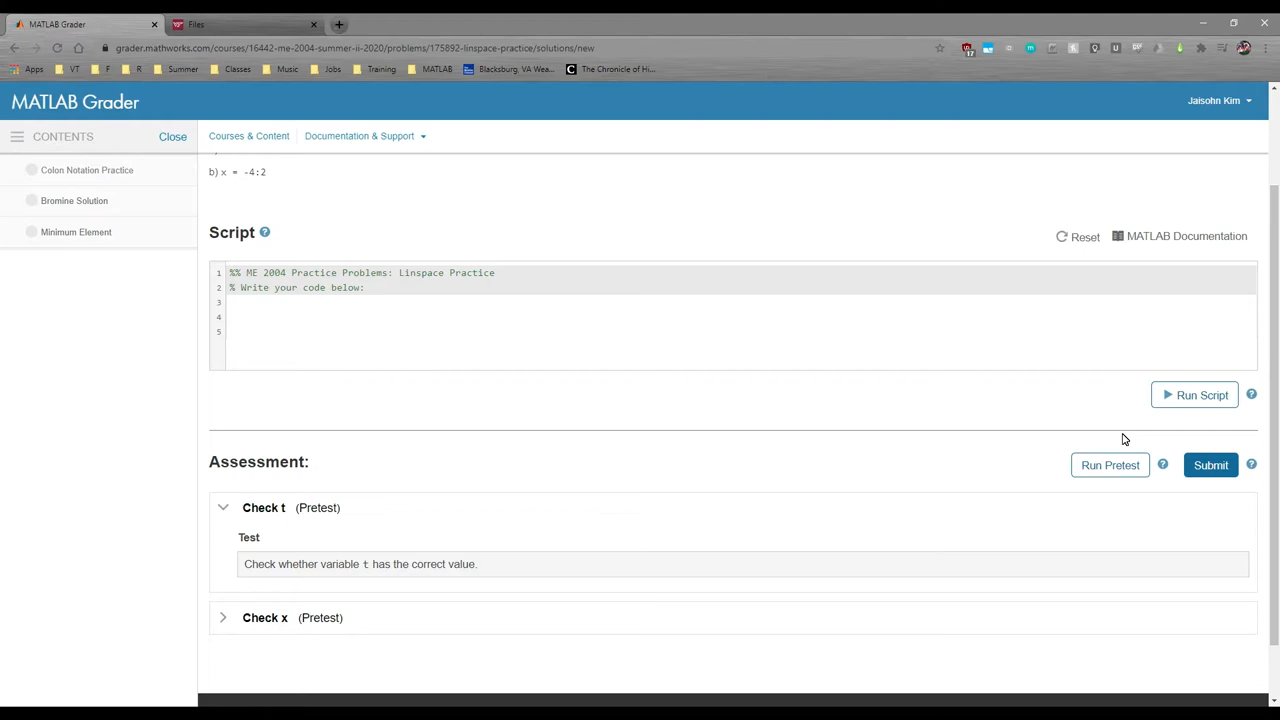 MATLAB Grader
Files
grader.mathworks.com/courses/16442-me-2004-summer-ii-2020/problems/175892-linspace-practice/solutions/new
17
Apps VT F R Summer Classes Music Jobs Training MATLAB Blacksburg, VA Wea... The Chronicle of Hi...
MATLAB Grader
Jaisohn Kim
CONTENTS Close
Courses & Content Documentation & Support
Colon Notation Practice
Bromine Solution
Minimum Element
b) x = -4:2
Script
Reset MATLAB Documentation
1 %% ME 2004 Practice Problems: Linspace Practice
2 % Write your code below:
3
4
5
Run Script
Assessment:
Run Pretest Submit
Check t (Pretest)
Test
Check whether variable t has the correct value.
Check x (Pretest)